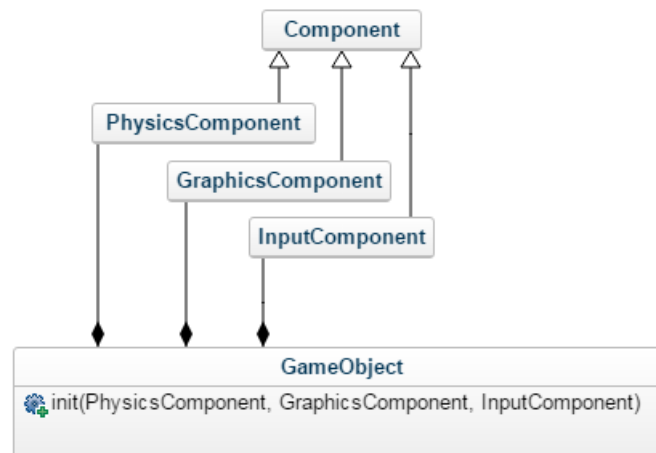 Component
PhysicsComponent
GraphicsComponent
InputComponent
GameObject
init(PhysicsComponent, GraphicsComponent, InputComponent)